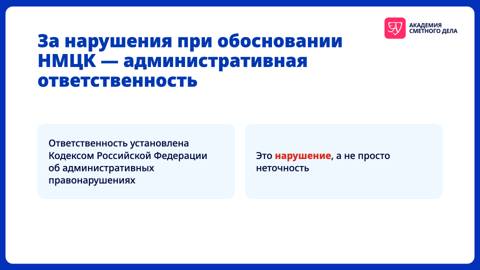 АКАДЕМИЯ
СМЕТНОГО ДЕЛА
За нарушения при обосновании
НМЦК — административная
ответственность
Ответственность установлена
Кодексом Российской Федерации
об административных
правонарушениях
Это нарушение, а не просто
неточность